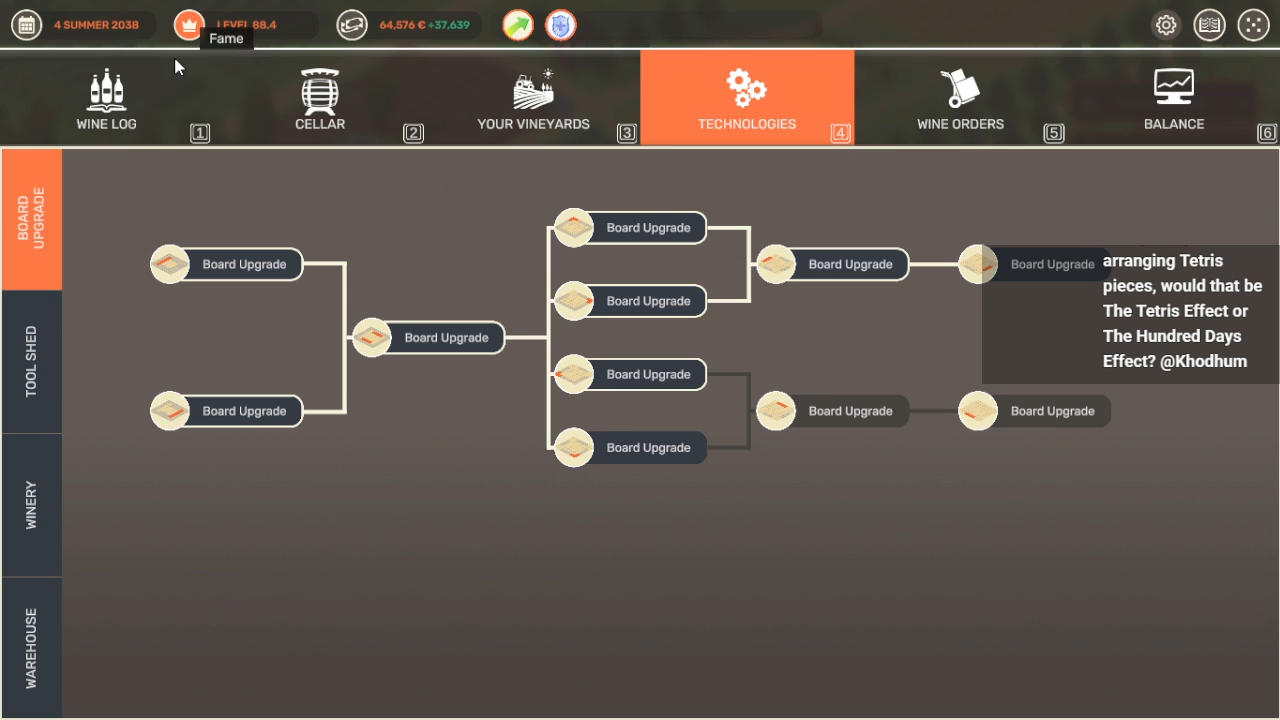 4 SUMMER 2038
LEVEL 88.4
64,576 € +37,639
Fame
WINE LOG
1
CELLAR
2
YOUR VINEYARDS
3
TECHNOLOGIES
4
WINE ORDERS
5
BALANCE
6
BOARD
UPGRADE
TOOL SHED
WINERY
WAREHOUSE
Board Upgrade
Board Upgrade
Board Upgrade
Board Upgrade
Board Upgrade
Board Upgrade
Board Upgrade
Board Upgrade
Board Upgrade
Board Upgrade
Board Upgrade
arranging Tetris
pieces, would that be
The Tetris Effect or
The Hundred Days
Effect? @Khodhum